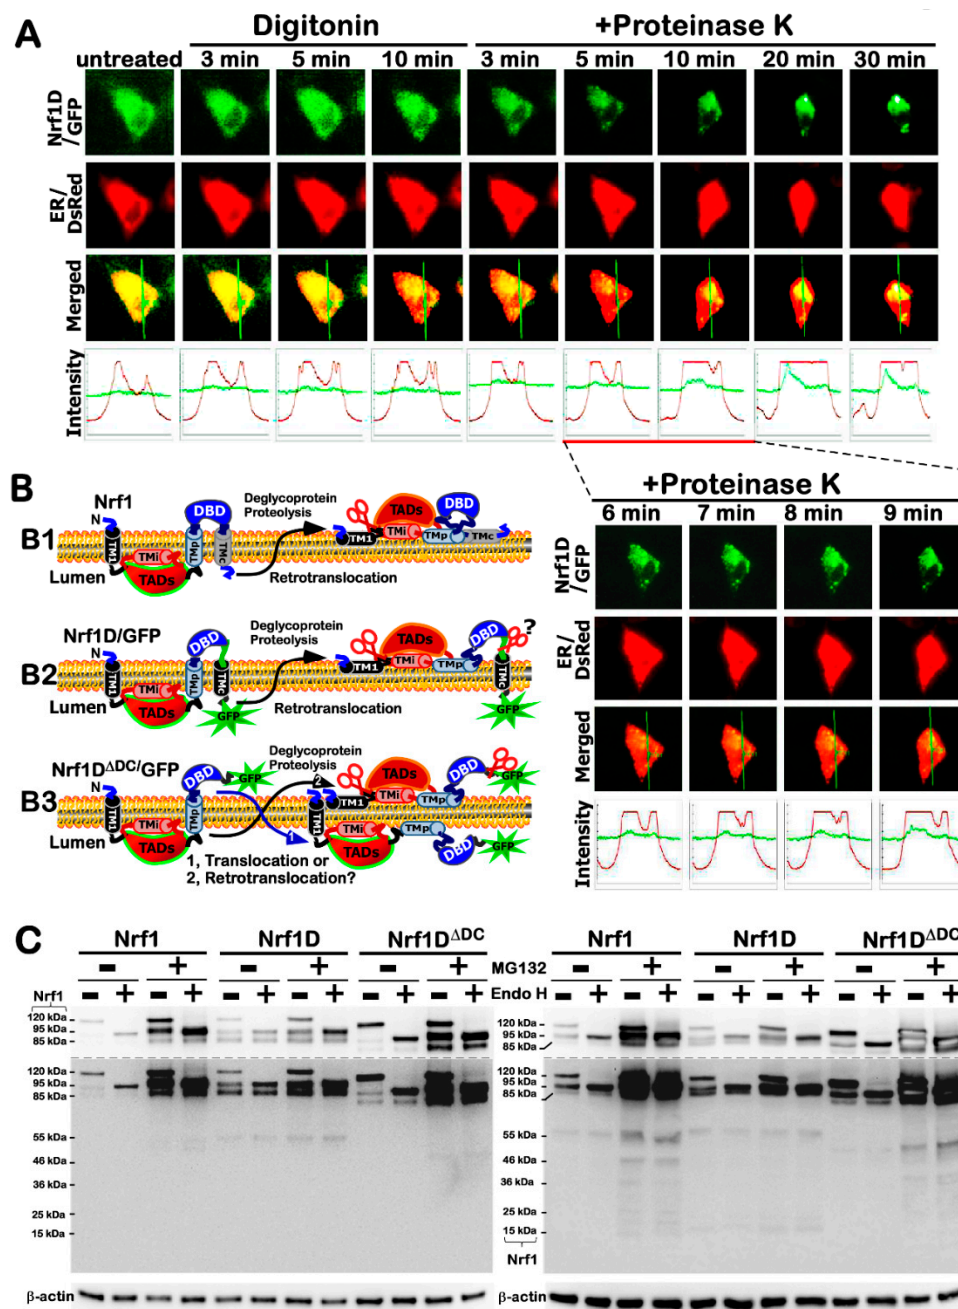 A
Digitonin
+Proteinase K
untreated 3 min 5 min 10 min 3 min 5 min 10 min 20 min 30 min
Nrf1D
/GFP
ER/
DsRed
Merged
Intensity
B
Nrf1
N
DBD
Deglycoprotein
Proteolysis
TADs
DBD
B1
TM1
TMi
TMp
TMc
TM1
TMi
TMp
TMc
Lumen
TADs
Retrotranslocation
Nrf1D/GFP
N
DBD
Deglycoprotein
Proteolysis
TADs
DBD
?
B2
TM1
TMi
TMp
TMc
TM1
TMi
TMp
TMc
Lumen
TADs
GFP
Retrotranslocation
GFP
Nrf1DΔDC/GFP
N
DBD
GFP
Deglycoprotein
Proteolysis
2
TADs
DBD
GFP
B3
TM1
TMi
TMp
TM1
TM1
TMi
TMp
Lumen
TADs
1
TADs
TMp
DBD
GFP
1, Translocation or
2, Retrotranslocation?
+Proteinase K
6 min 7 min 8 min 9 min
Nrf1D
/GFP
ER/
DsRed
Merged
Intensity
C
Nrf1 Nrf1D Nrf1DΔDC Nrf1 Nrf1D Nrf1DΔDC
- + - + - + MG132 - + - + - +
- + - + - + - + - + - + Endo H - + - + - + - + - + - +
Nrf1
120 kDa
95 kDa
85 kDa
120 kDa
95 kDa
85 kDa
55 kDa
46 kDa
36 kDa
25 kDa
15 kDa
120 kDa
95 kDa
85 kDa
120 kDa
95 kDa
85 kDa
55 kDa
46 kDa
36 kDa
25 kDa
15 kDa
Nrf1
β-actin
β-actin